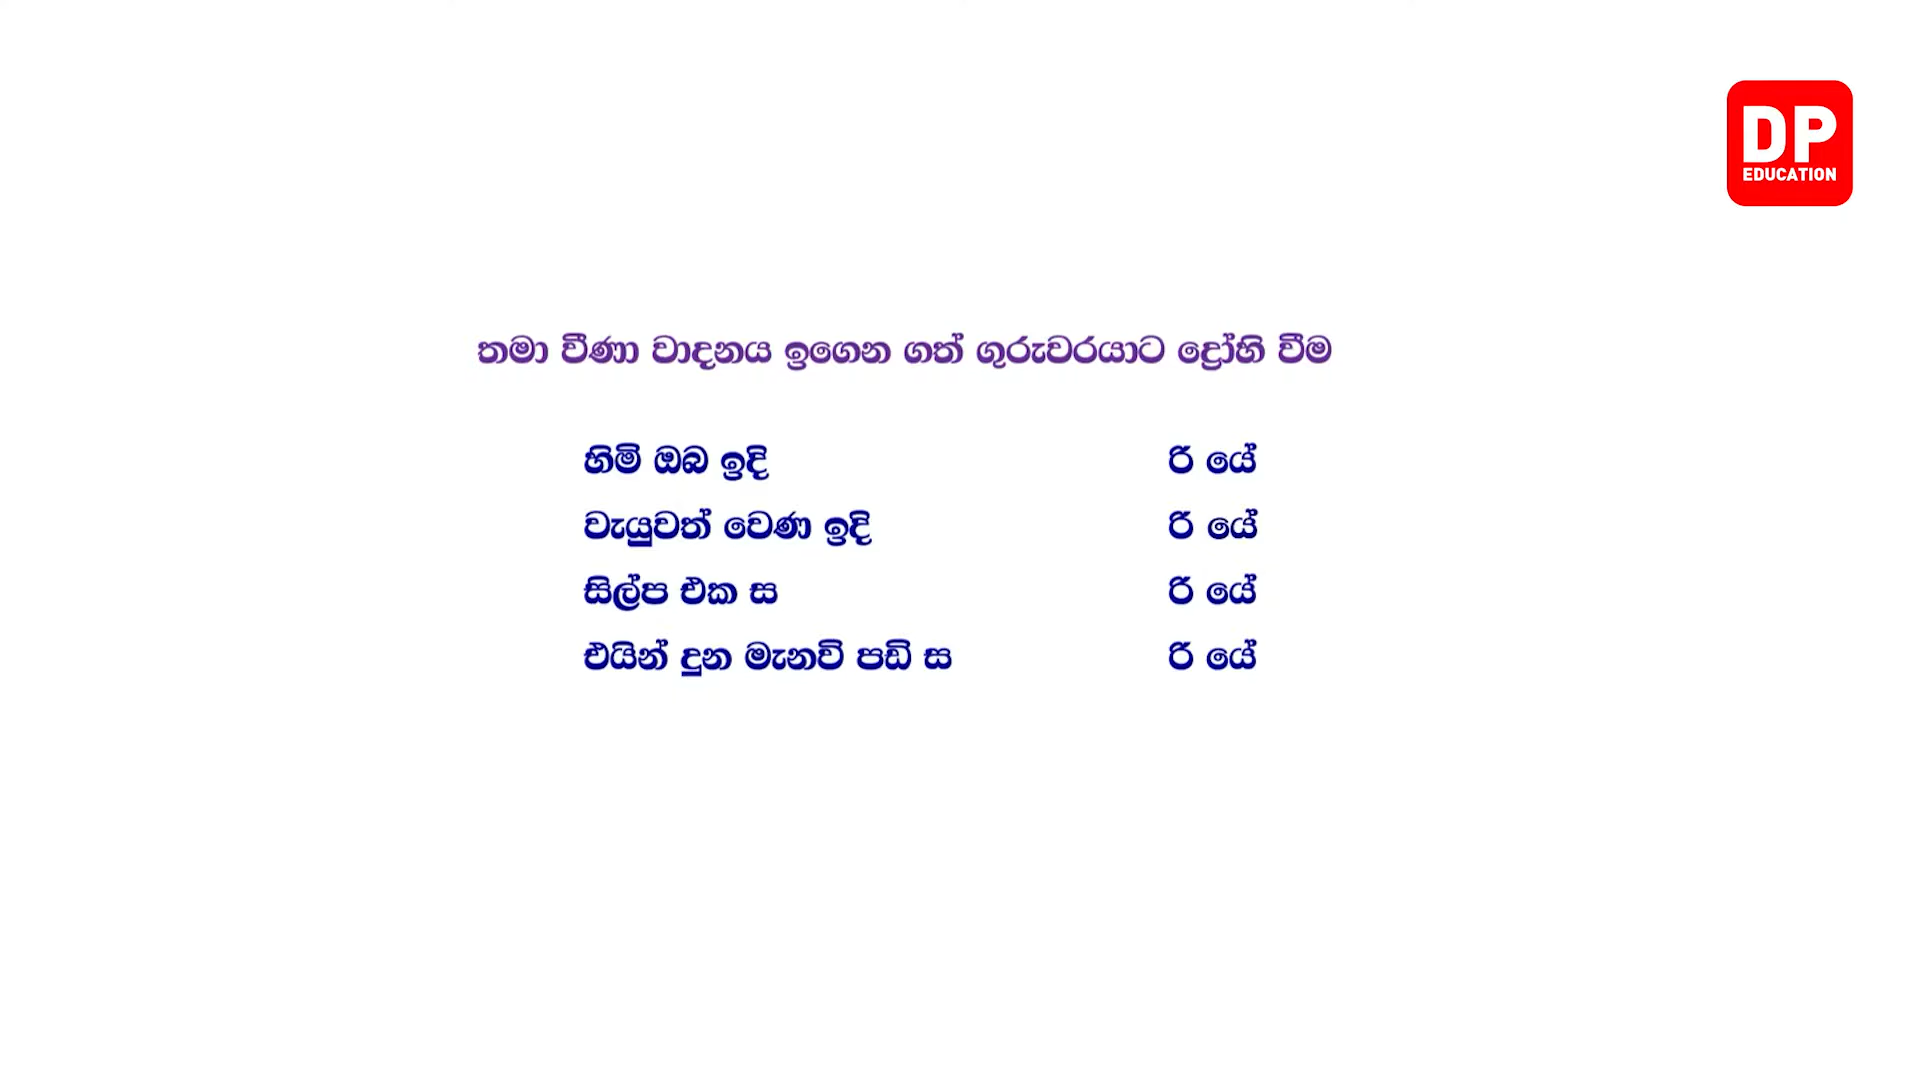 DP
EDUCATION
තමා වීණා වාදනය ඉගෙන ගත් ගුරුවරයාට ද්‍රෝහි වීම
හිමි ඔබ ඉදි රි යේ
වැයුවත් වෙණ ඉදි රි යේ
සිල්ප එක ස රි යේ
එයින් දුන මැනවි පඩි ස රි යේ